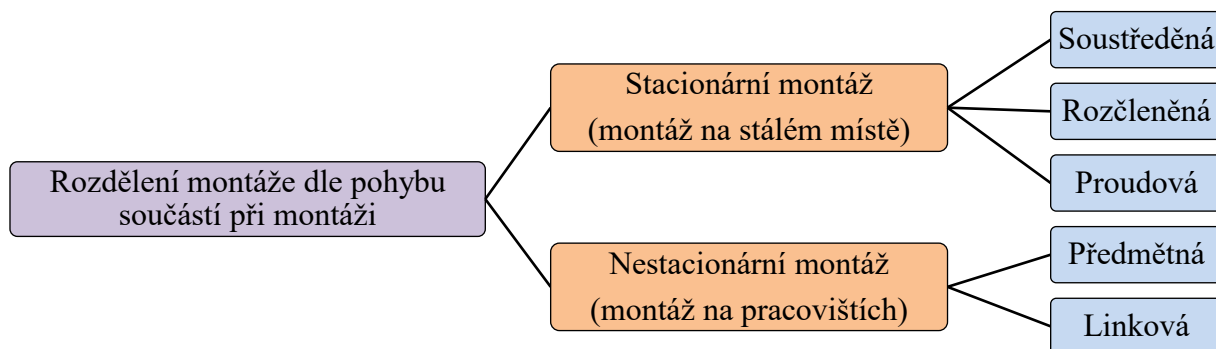 Rozdělení montáže dle pohybu
součástí při montáži
Stacionární montáž
(montáž na stálém místě)
Nestacionární montáž
(montáž na pracovištích)
Soustředěná
Rozčleněná
Proudová
Předmětná
Linková